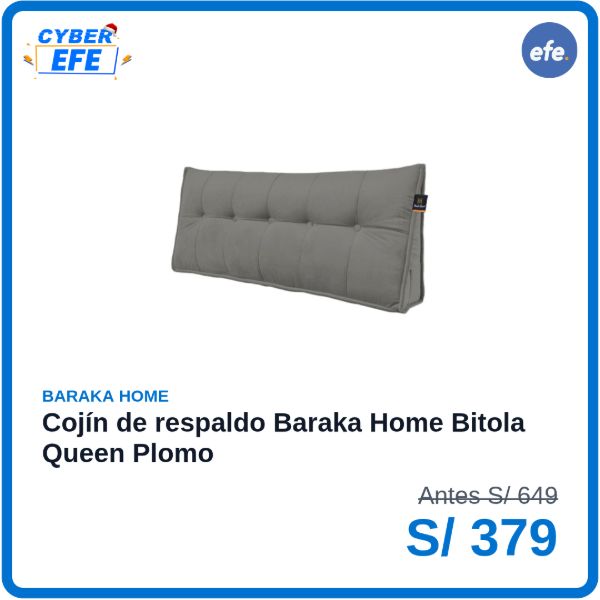 CYBER
EFE
efe.
BARAKA HOME
Cojín de respaldo Baraka Home Bitola
Queen Plomo
Antes S/ 649
S/ 379